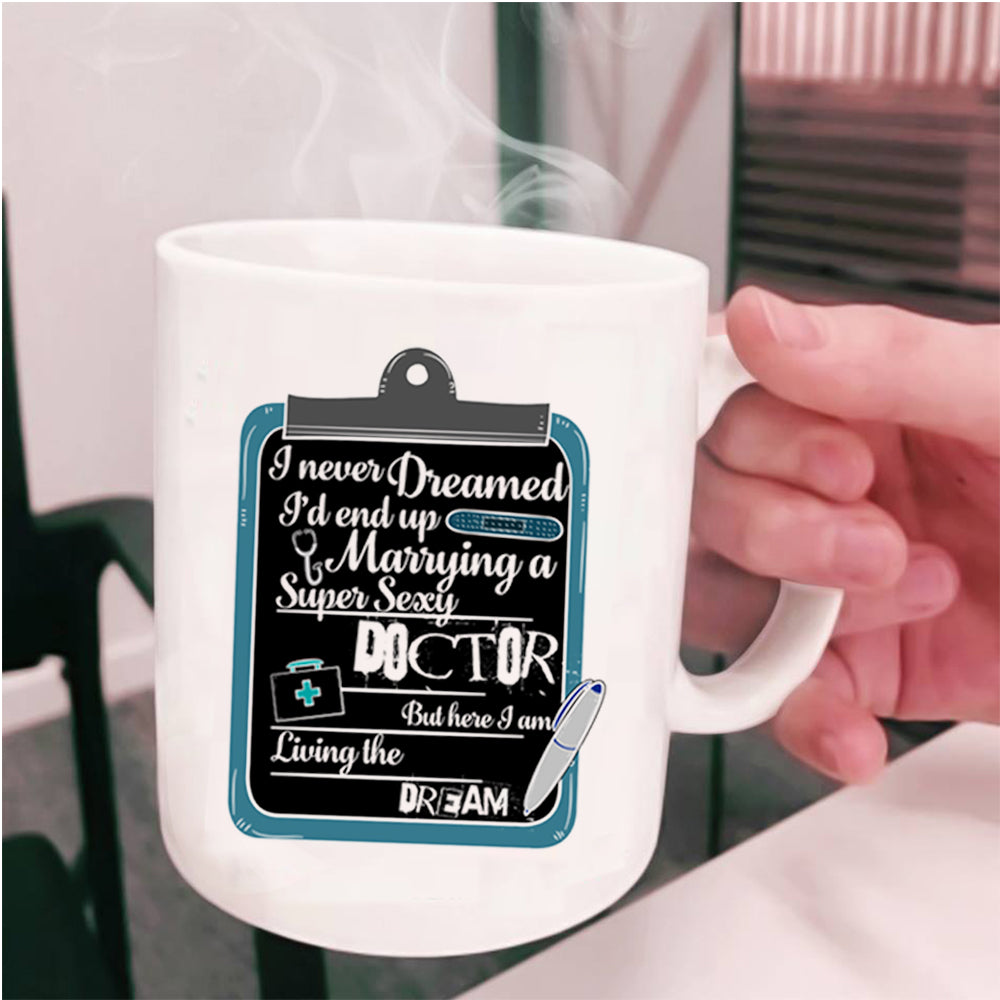 I never Dreamed
I'd end up
Marrying a
Super Sexy
DOCTOR
But here I am
Living the
DREAM